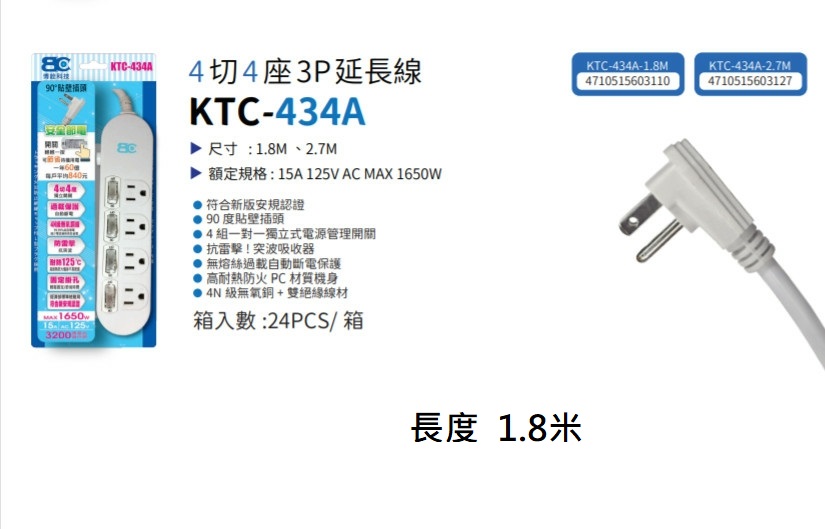 KTC-434A
90°貼壁插頭
安全節電
4切4座
過載保護
防雷擊
耐熱125℃
固定掛孔
MAX 1650W
15A AC 125V
4切4座3P延長線
KTC-434A
▶ 尺寸 : 1.8M 、2.7M
▶ 額定規格 : 15A 125V AC MAX 1650W
● 符合新版安規認證
● 90 度貼壁插頭
● 4 組一對一獨立式電源管理開關
● 抗雷擊 ! 突波吸收器
● 無熔絲過載自動斷電保護
● 高耐熱防火 PC 材質機身
● 4N 級無氧銅 + 雙絕緣線材
箱入數 :24PCS/ 箱
KTC-434A-1.8M
4710515603110
KTC-434A-2.7M
4710515603127
長度 1.8米